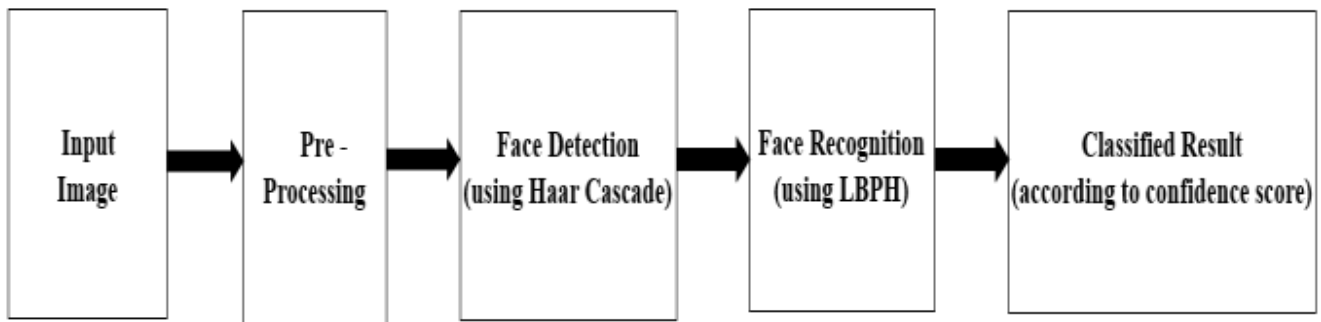 Input
Image
Pre -
Processing
Face Detection
(using Haar Cascade)
Face Recognition
(using LBPH)
Classified Result
(according to confidence score)